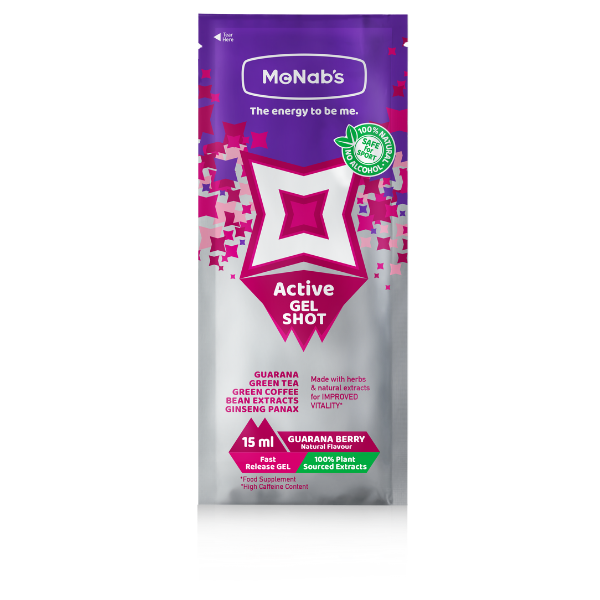 Tear
Here
McNab's
The energy to be me.
100% NATURAL
SAFE
for
SPORT
NO ALCOHOL
Active
GEL
SHOT
GUARANA
GREEN TEA
GREEN COFFEE
BEAN EXTRACTS
GINSENG PANAX
Made with herbs
& natural extracts
for IMPROVED
VITALITY*
15 ml
GUARANA BERRY
Natural Flavour
Fast
Release GEL
100% Plant
Sourced Extracts
*Food Supplement
*High Caffeine Content